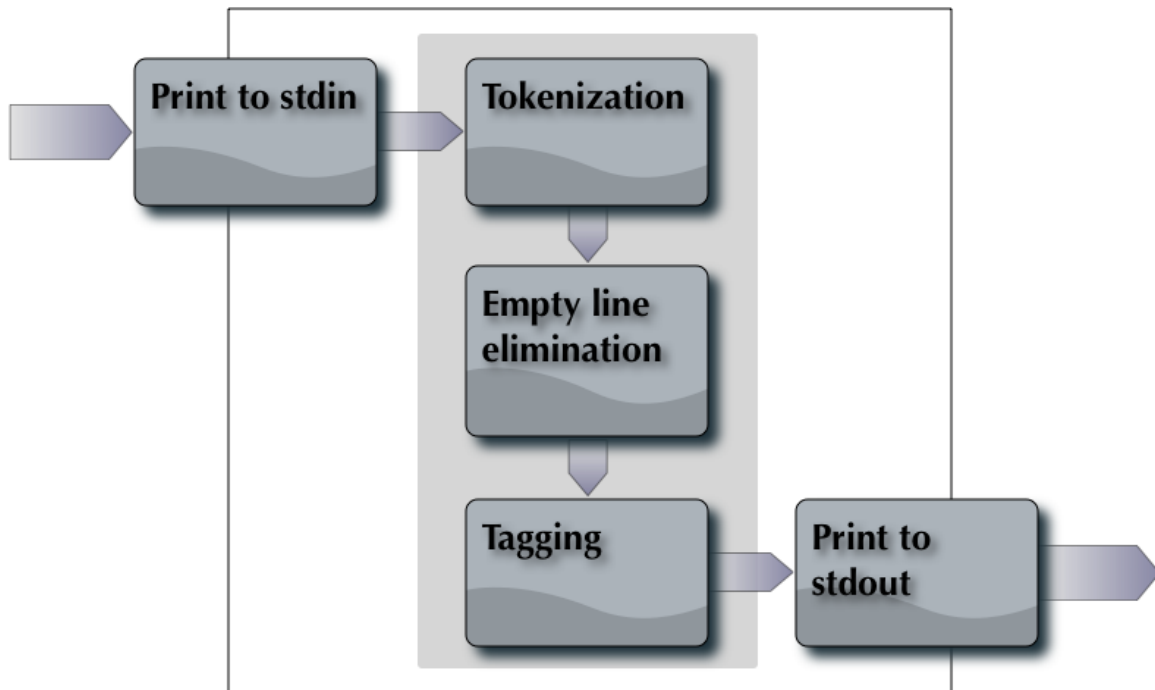 Print to stdin
Tokenization
Empty line
elimination
Tagging
Print to
stdout